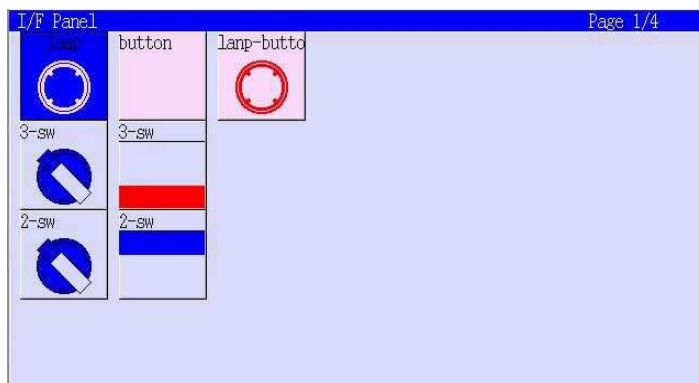 I/F Panel Page 1/4
lamp button lanp-butto
3-sw 3-sw
2-sw 2-sw